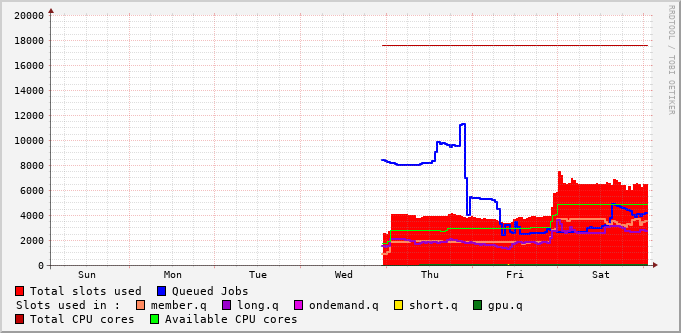 20000
18000
16000
14000
12000
10000
8000
6000
4000
2000
0
Sun Mon Tue Wed Thu Fri Sat
Total slots used Queued Jobs
Slots used in : member.q long.q ondemand.q short.q gpu.q
Total CPU cores Available CPU cores
RRDTOOL / TOBI OETIKER